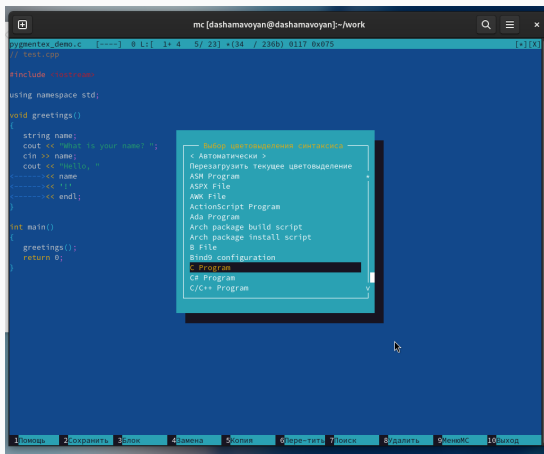 mc [dashamavoyan@dashamavoyan]:~/work
pygmentex_demo.c [----] 0 L:[ 1+ 4 5/ 23] *(34 / 236b) 0117 0x075 [*][X]
// test.cpp
#include <iostream>
using namespace std;
void greetings()
{
string name;
cout << "What is your name? ";
cin >> name;
cout << "Hello, "
<------><< name
<------><< '!'
<------><< endl;
}
int main()
{
greetings();
return 0;
}
Выбор цветовыделения синтаксиса
< Автоматически >
Перезагрузить текущее цветовыделение
ASM Program
ASPX File
AWK File
ActionScript Program
Ada Program
Arch package build script
Arch package install script
B File
Bind9 configuration
C Program
C# Program
C/C++ Program
1Помощь 2Сохранить 3Блок 4Замена 5Копия 6Пере~тить 7Поиск 8Удалить 9МенюMC 10Выход